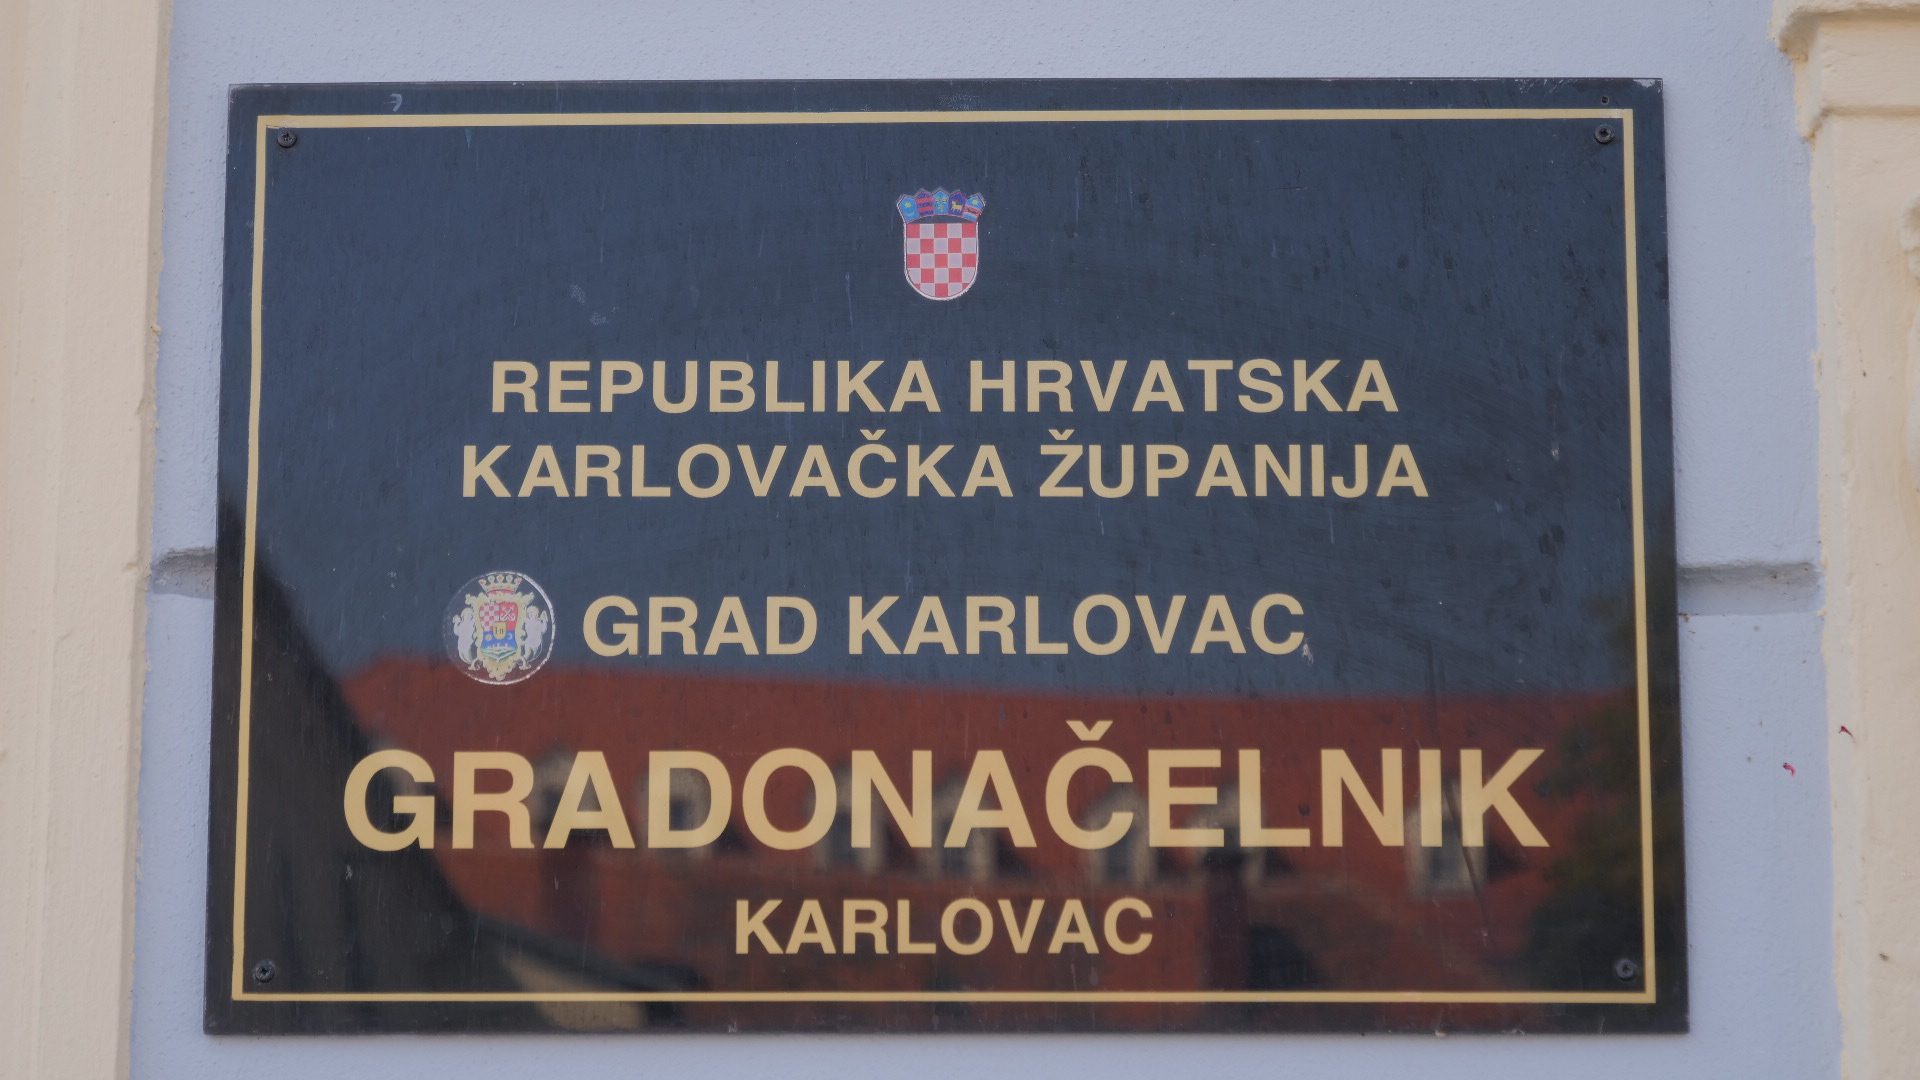 REPUBLIKA HRVATSKA
KARLOVAČKA ŽUPANIJA
GRAD KARLOVAC
GRADONAČELNIK
KARLOVAC